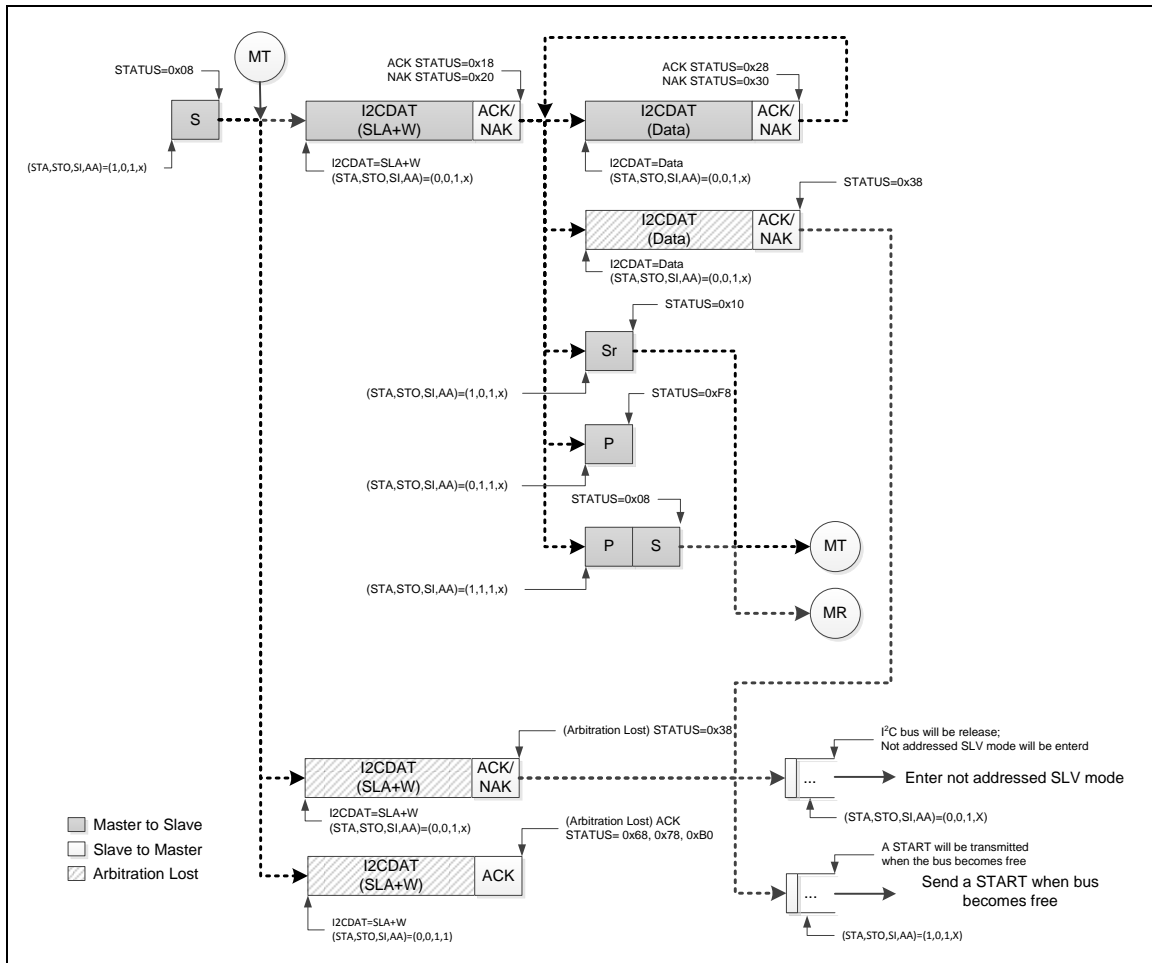 MT
STATUS=0x08
ACK STATUS=0x18
NAK STATUS=0x20
ACK STATUS=0x28
NAK STATUS=0x30
S
I2CDAT
(SLA+W)
ACK/
NAK
I2CDAT
(Data)
ACK/
NAK
(STA,STO,SI,AA)=(1,0,1,x)
I2CDAT=SLA+W
(STA,STO,SI,AA)=(0,0,1,x)
I2CDAT=Data
(STA,STO,SI,AA)=(0,0,1,x)
STATUS=0x38
I2CDAT
(Data)
ACK/
NAK
I2CDAT=Data
(STA,STO,SI,AA)=(0,0,1,x)
STATUS=0x10
Sr
(STA,STO,SI,AA)=(1,0,1,x)
STATUS=0xF8
P
(STA,STO,SI,AA)=(0,1,1,x)
STATUS=0x08
P
S
MT
(STA,STO,SI,AA)=(1,1,1,x)
MR
(Arbitration Lost) STATUS=0x38
I2C bus will be release;
Not addressed SLV mode will be enterd
I2CDAT
(SLA+W)
ACK/
NAK
...
Enter not addressed SLV mode
I2CDAT=SLA+W
(STA,STO,SI,AA)=(0,0,1,x)
(STA,STO,SI,AA)=(0,0,1,X)
Master to Slave
Slave to Master
Arbitration Lost
(Arbitration Lost) ACK
STATUS= 0x68, 0x78, 0xB0
I2CDAT
(SLA+W)
ACK
A START will be transmitted
when the bus becomes free
...
Send a START when bus
becomes free
I2CDAT=SLA+W
(STA,STO,SI,AA)=(0,0,1,1)
(STA,STO,SI,AA)=(1,0,1,X)